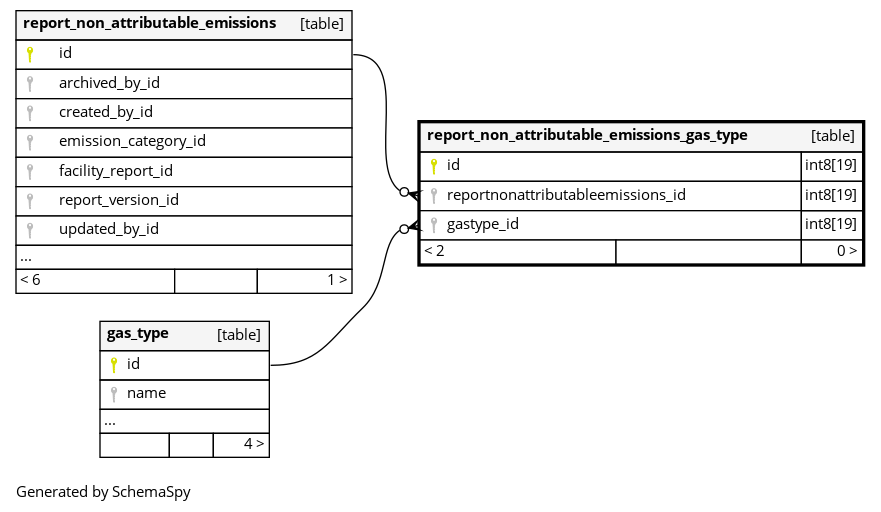 report_non_attributable_emissions [table]
id
archived_by_id
created_by_id
emission_category_id
facility_report_id
report_version_id
updated_by_id
...
< 6 1 >
report_non_attributable_emissions_gas_type [table]
id int8[19]
reportnonattributableemissions_id int8[19]
gastype_id int8[19]
< 2 0 >
gas_type [table]
id
name
...
4 >
Generated by SchemaSpy